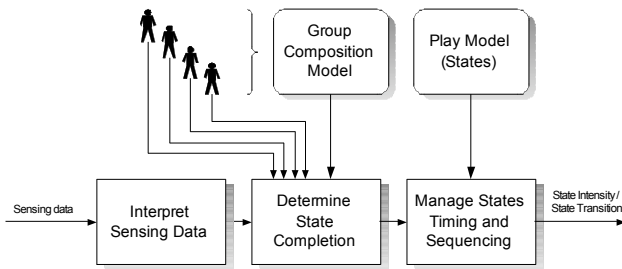 Group
Composition
Model
Play Model
(States)
Sensing data
Interpret
Sensing Data
Determine
State
Completion
Manage States
Timing and
Sequencing
State Intensity/
State Transition